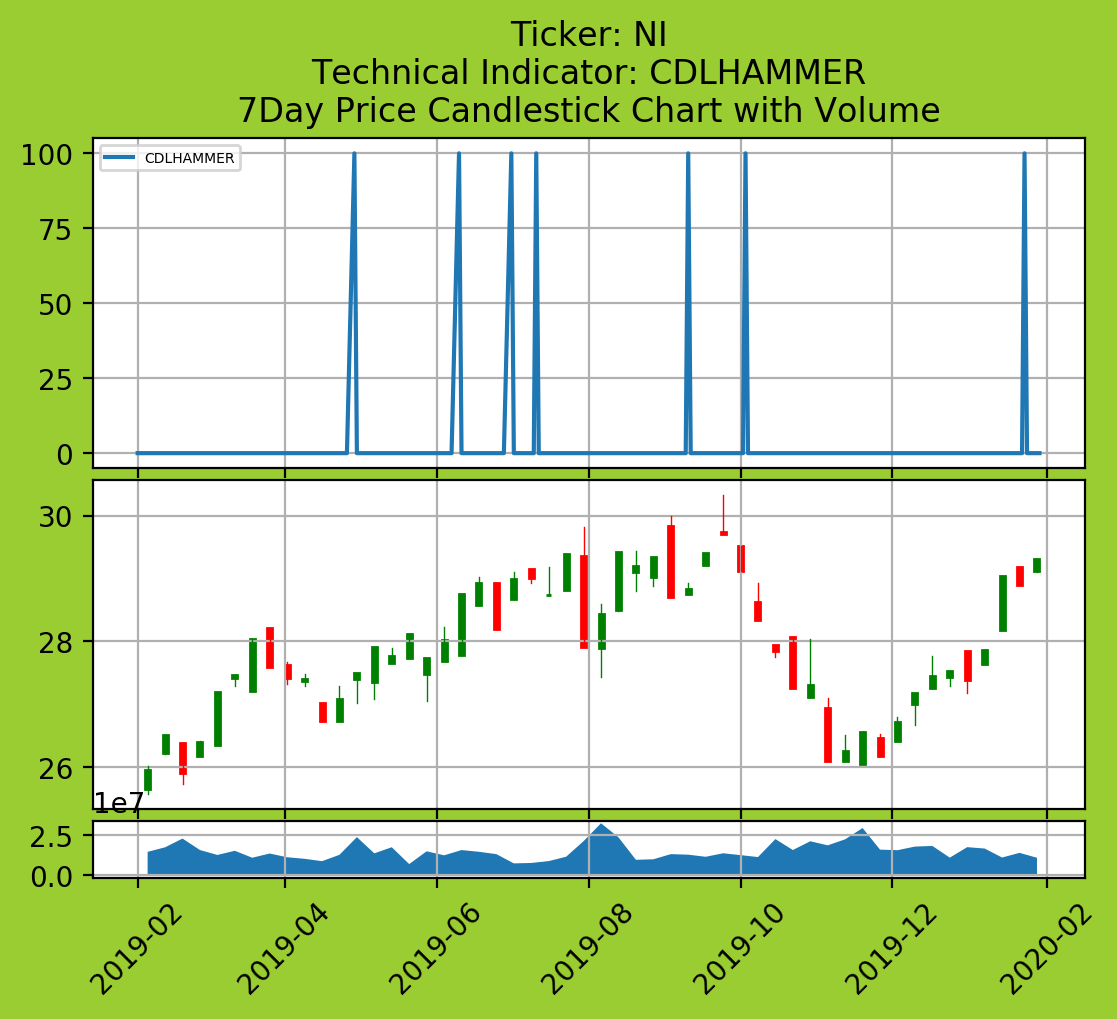 Ticker: NI
Technical Indicator: CDLHAMMER
7Day Price Candlestick Chart with Volume
100
CDLHAMMER
75
50
25
0
30
28
26
1e7
2.5
0.0
2019-02 2019-04 2019-06 2019-08 2019-10 2019-12 2020-02